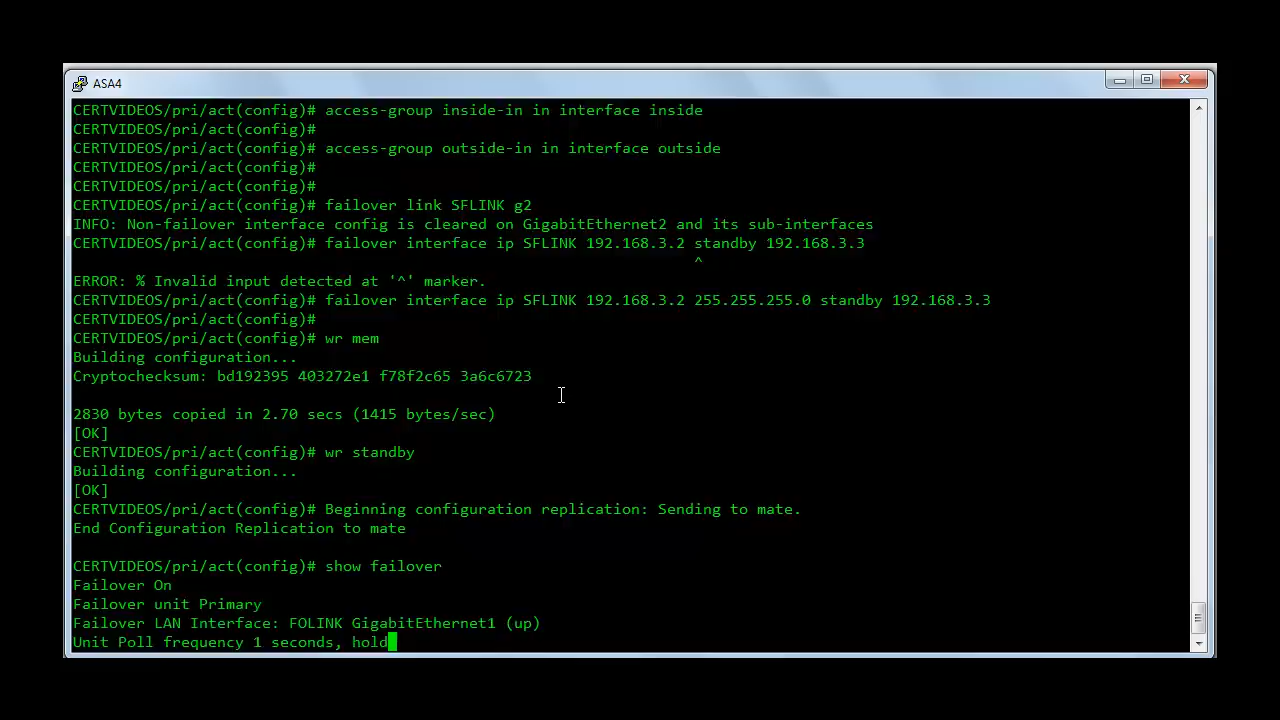 ASA4
CERTVIDEOS/pri/act(config)# access-group inside-in in interface inside
CERTVIDEOS/pri/act(config)#
CERTVIDEOS/pri/act(config)# access-group outside-in in interface outside
CERTVIDEOS/pri/act(config)#
CERTVIDEOS/pri/act(config)#
CERTVIDEOS/pri/act(config)# failover link SFLINK g2
INFO: Non-failover interface config is cleared on GigabitEthernet2 and its sub-interfaces
CERTVIDEOS/pri/act(config)# failover interface ip SFLINK 192.168.3.2 standby 192.168.3.3
^
ERROR: % Invalid input detected at '^' marker.
CERTVIDEOS/pri/act(config)# failover interface ip SFLINK 192.168.3.2 255.255.255.0 standby 192.168.3.3
CERTVIDEOS/pri/act(config)#
CERTVIDEOS/pri/act(config)# wr mem
Building configuration...
Cryptochecksum: bd192395 403272e1 f78f2c65 3a6c6723
2830 bytes copied in 2.70 secs (1415 bytes/sec)
[OK]
CERTVIDEOS/pri/act(config)# wr standby
Building configuration...
[OK]
CERTVIDEOS/pri/act(config)# Beginning configuration replication: Sending to mate.
End Configuration Replication to mate
CERTVIDEOS/pri/act(config)# show failover
Failover On
Failover unit Primary
Failover LAN Interface: FOLINK GigabitEthernet1 (up)
Unit Poll frequency 1 seconds, hold